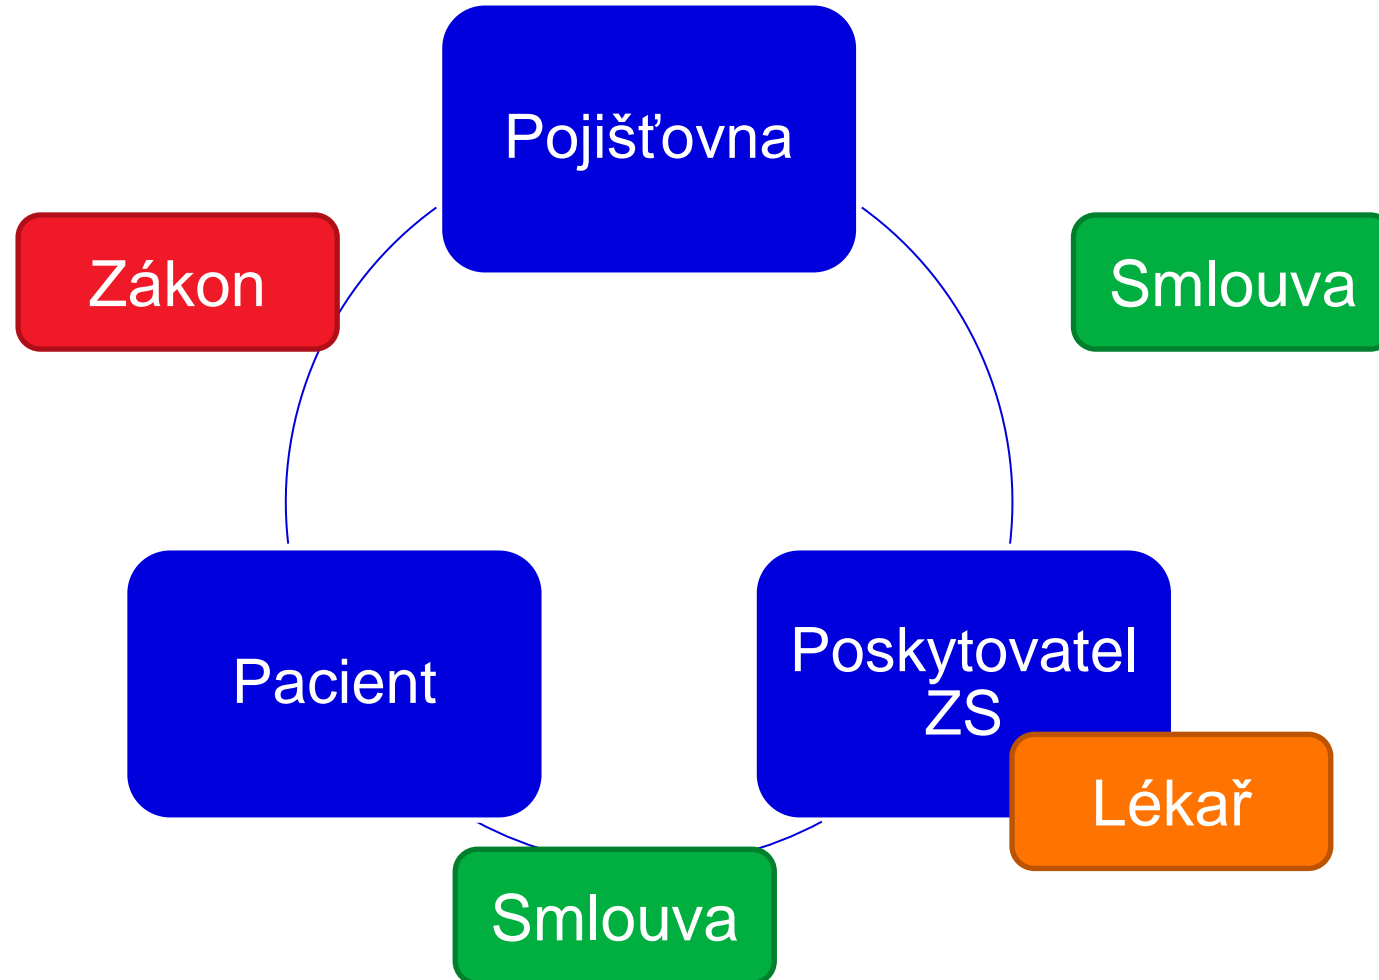 Pojišťovna
Zákon
Smlouva
Pacient
Poskytovatel
ZS
Lékař
Smlouva